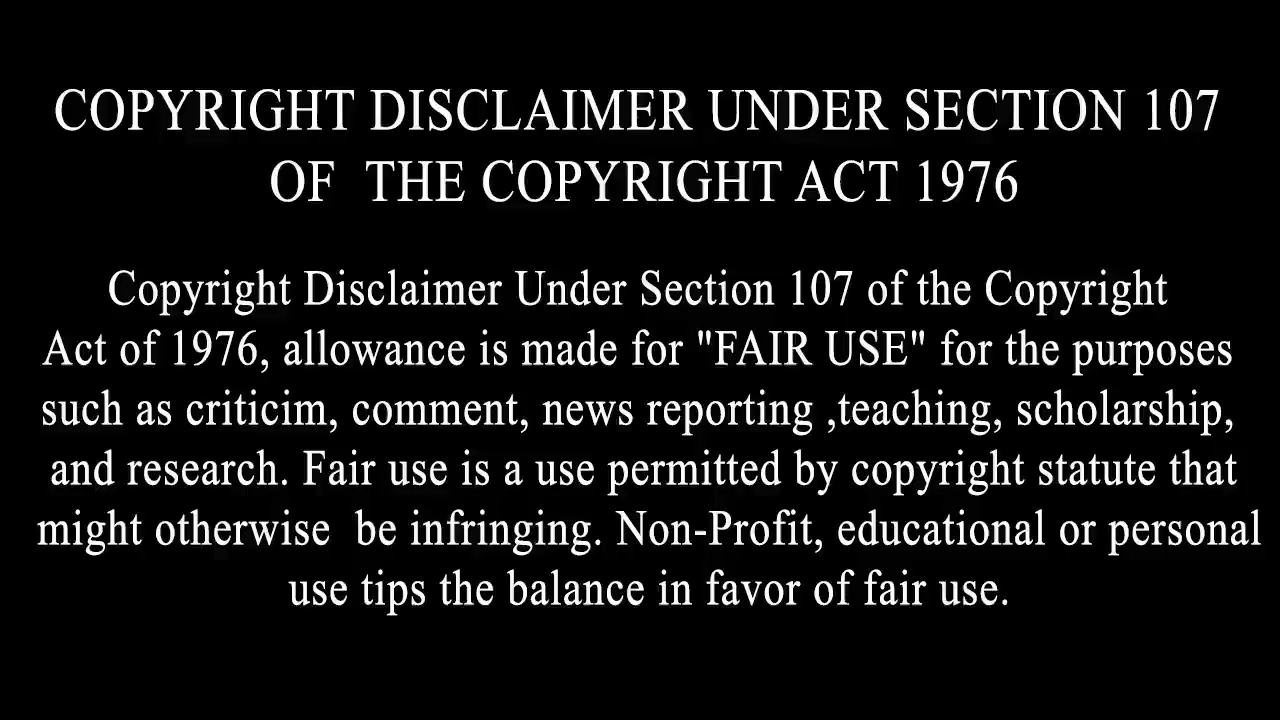 COPYRIGHT DISCLAIMER UNDER SECTION 107
OF THE COPYRIGHT ACT 1976
Copyright Disclaimer Under Section 107 of the Copyright
Act of 1976, allowance is made for "FAIR USE" for the purposes
such as criticim, comment, news reporting ,teaching, scholarship,
and research. Fair use is a use permitted by copyright statute that
might otherwise be infringing. Non-Profit, educational or personal
use tips the balance in favor of fair use.